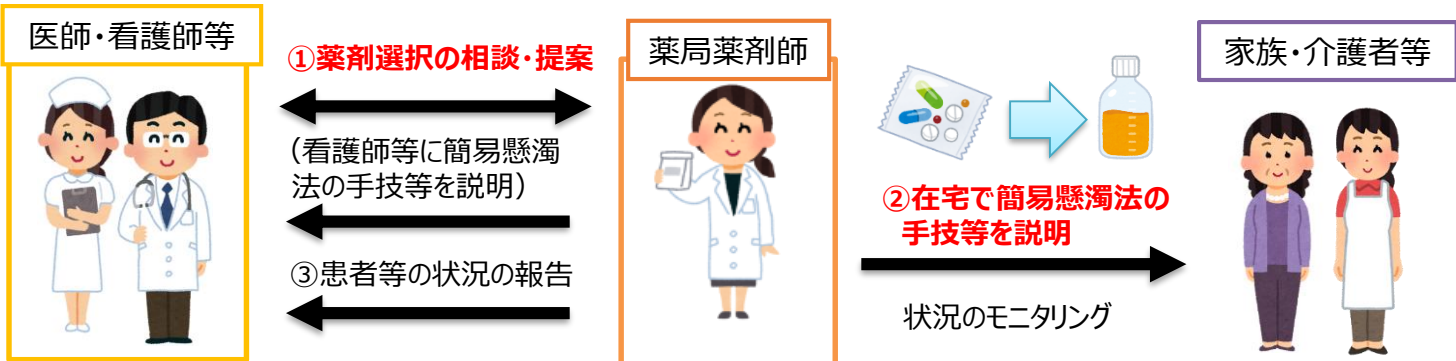 医師・看護師等
①薬剤選択の相談・提案
(看護師等に簡易懸濁
法の手技等を説明)
③患者等の状況の報告
薬局薬剤師
②在宅で簡易懸濁法の
手技等を説明
状況のモニタリング
家族・介護者等